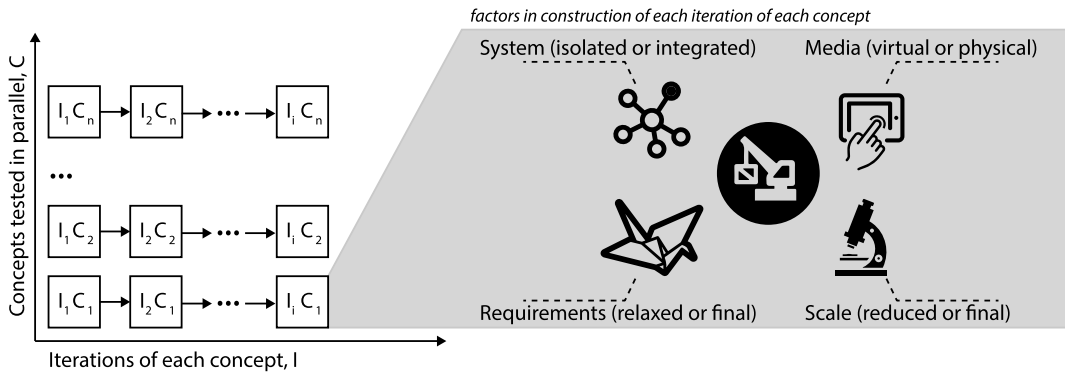 factors in construction of each iteration of each concept
System (isolated or integrated)
Media (virtual or physical)
Concepts tested in parallel, C
I₁Cₙ
I₂Cₙ
•••
IᵢCₙ
•••
I₁C₂
I₂C₂
•••
IᵢC₂
I₁C₁
I₂C₁
•••
IᵢC₁
Requirements (relaxed or final)
Scale (reduced or final)
Iterations of each concept, I